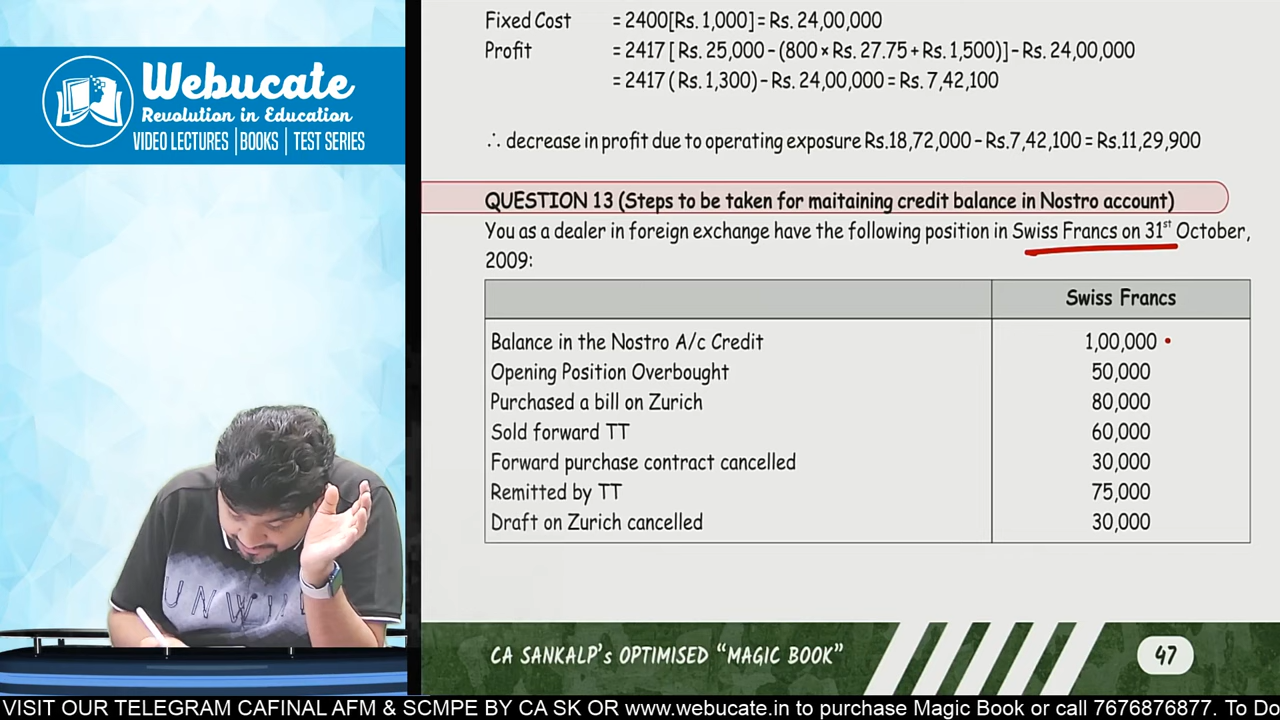 Webucate
Revolution in Education
VIDEO LECTURES | BOOKS | TEST SERIES
Fixed Cost = 2400[Rs. 1,000] = Rs. 24,00,000
Profit = 2417 [ Rs. 25,000 – (800 × Rs. 27.75 + Rs. 1,500)] – Rs. 24,00,000
= 2417 ( Rs. 1,300) – Rs. 24,00,000 = Rs. 7,42,100
∴ decrease in profit due to operating exposure Rs.18,72,000 – Rs.7,42,100 = Rs.11,29,900
QUESTION 13 (Steps to be taken for maitaining credit balance in Nostro account)
You as a dealer in foreign exchange have the following position in Swiss Francs on 31st October,
2009:
Swiss Francs
Balance in the Nostro A/c Credit 1,00,000
Opening Position Overbought 50,000
Purchased a bill on Zurich 80,000
Sold forward TT 60,000
Forward purchase contract cancelled 30,000
Remitted by TT 75,000
Draft on Zurich cancelled 30,000
UNW
CA SANKALP's OPTIMISED "MAGIC BOOK" 47
VISIT OUR TELEGRAM CAFINAL AFM & SCMPE BY CA SK OR www.webucate.in to purchase Magic Book or call 7676876877. To Do